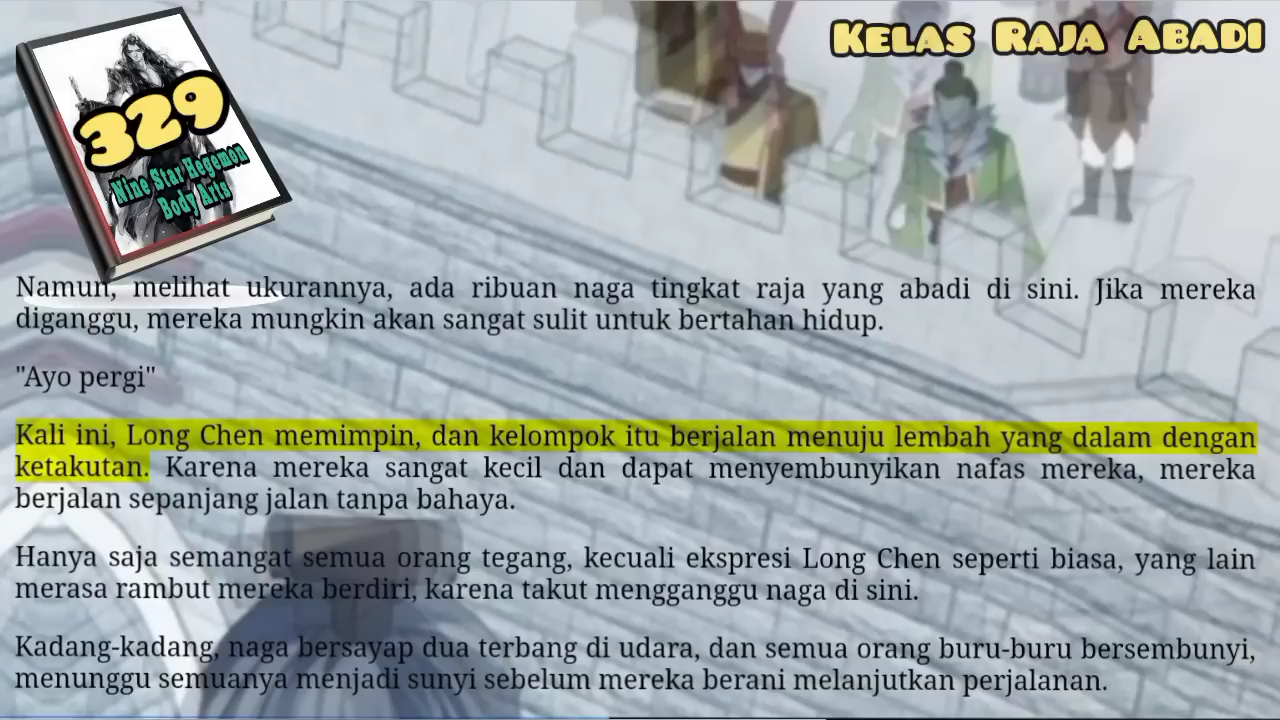 KELAS RAJA ABADI
329
Nine Star Hegemon
Body Arts
Namun, melihat ukurannya, ada ribuan naga tingkat raja yang abadi di sini. Jika mereka
diganggu, mereka mungkin akan sangat sulit untuk bertahan hidup.
"Ayo pergi"
Kali ini, Long Chen memimpin, dan kelompok itu berjalan menuju lembah yang dalam dengan
ketakutan. Karena mereka sangat kecil dan dapat menyembunyikan nafas mereka, mereka
berjalan sepanjang jalan tanpa bahaya.
Hanya saja semangat semua orang tegang, kecuali ekspresi Long Chen seperti biasa, yang lain
merasa rambut mereka berdiri, karena takut mengganggu naga di sini.
Kadang-kadang, naga bersayap dua terbang di udara, dan semua orang buru-buru bersembunyi,
menunggu semuanya menjadi sunyi sebelum mereka berani melanjutkan perjalanan.